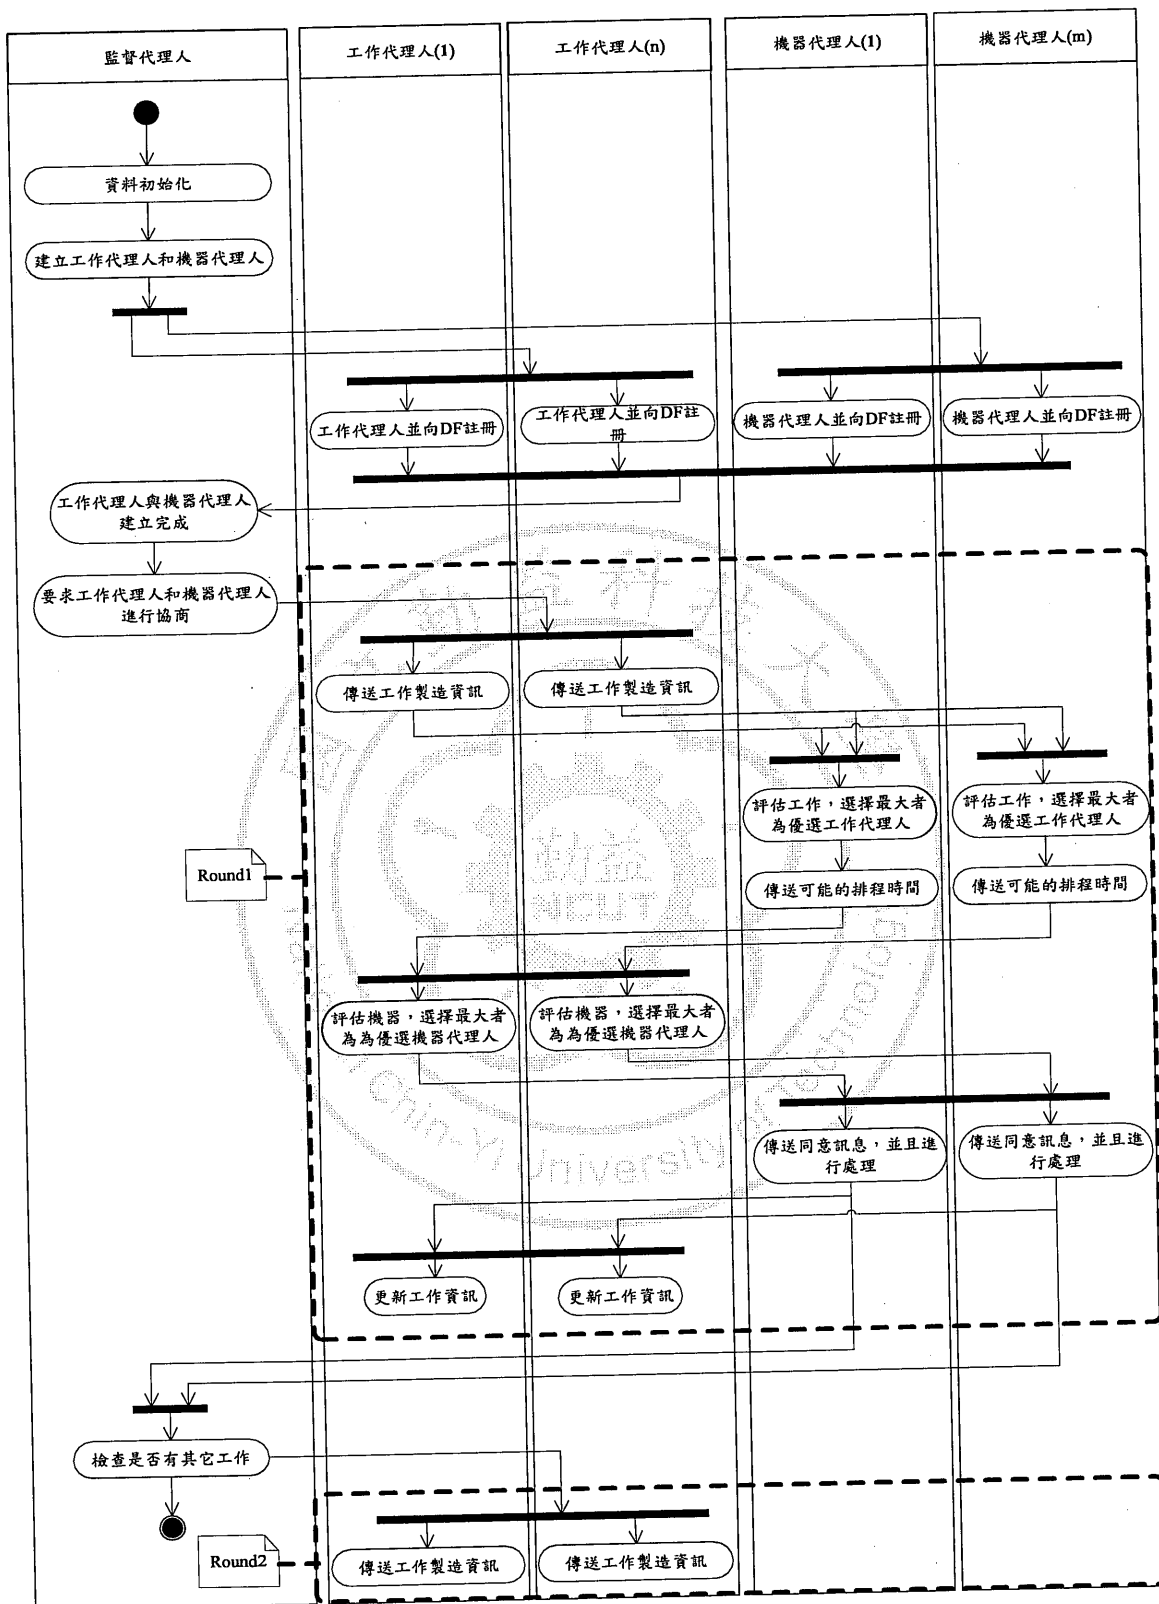 監督代理人
工作代理人(1)
工作代理人(n)
機器代理人(1)
機器代理人(m)
資料初始化
建立工作代理人和機器代理人
工作代理人並向DF註冊
工作代理人並向DF註
冊
機器代理人並向DF註冊
機器代理人並向DF註冊
工作代理人與機器代理人
建立完成
要求工作代理人和機器代理人
進行協商
傳送工作製造資訊
傳送工作製造資訊
評估工作，選擇最大者
為優選工作代理人
評估工作，選擇最大者
為優選工作代理人
Round1
傳送可能的排程時間
傳送可能的排程時間
評估機器，選擇最大者
為為優選機器代理人
評估機器，選擇最大者
為為優選機器代理人
傳送同意訊息，並且進
行處理
傳送同意訊息，並且進
行處理
更新工作資訊
更新工作資訊
檢查是否有其它工作
Round2
傳送工作製造資訊
傳送工作製造資訊
勤益
NCUT
Chin-Yi University of Technology